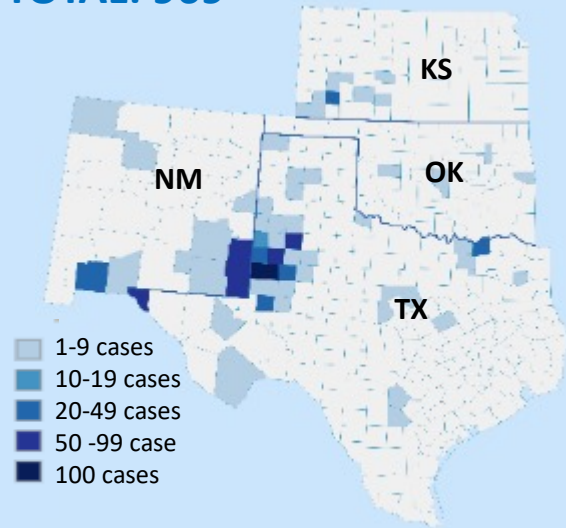 TOTAL:
KS
NM
OK
TX
1-9 cases
10-19 cases
20-49 cases
50 -99 case
100 cases